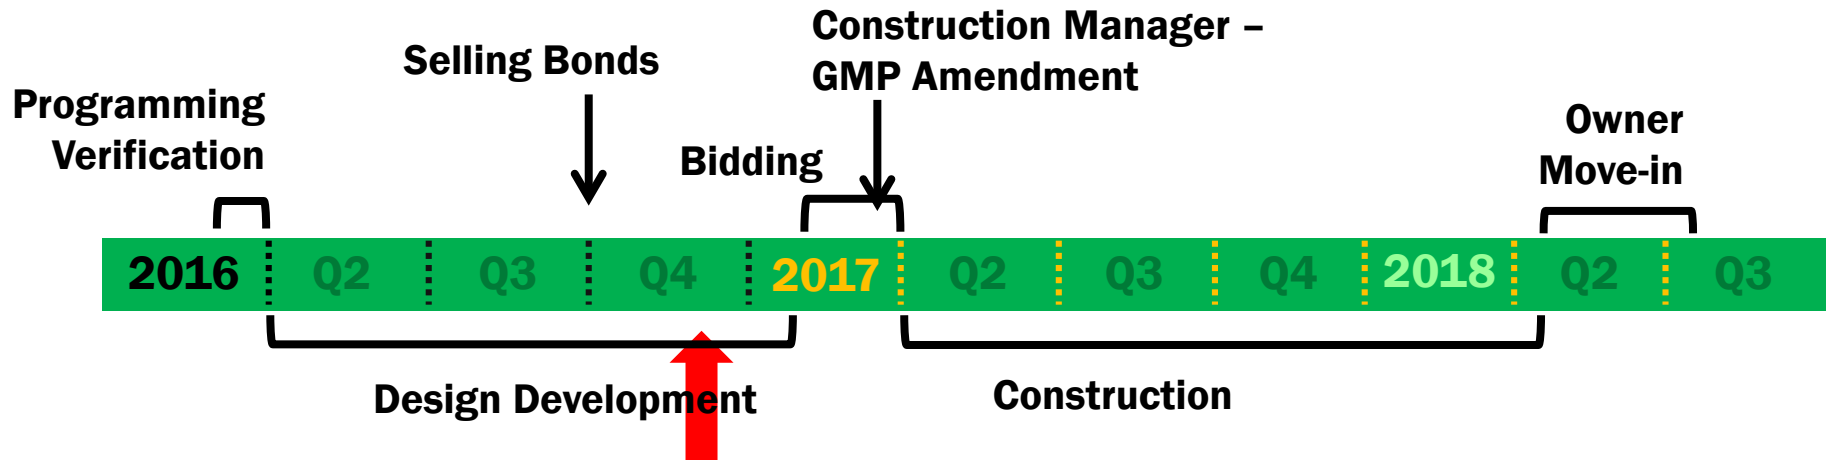 Construction Manager –
GMP Amendment
Selling Bonds
Programming
Verification
Bidding
Owner
Move-in
2016 Q2 Q3 Q4 2017 Q2 Q3 Q4 2018 Q2 Q3
Design Development
Construction